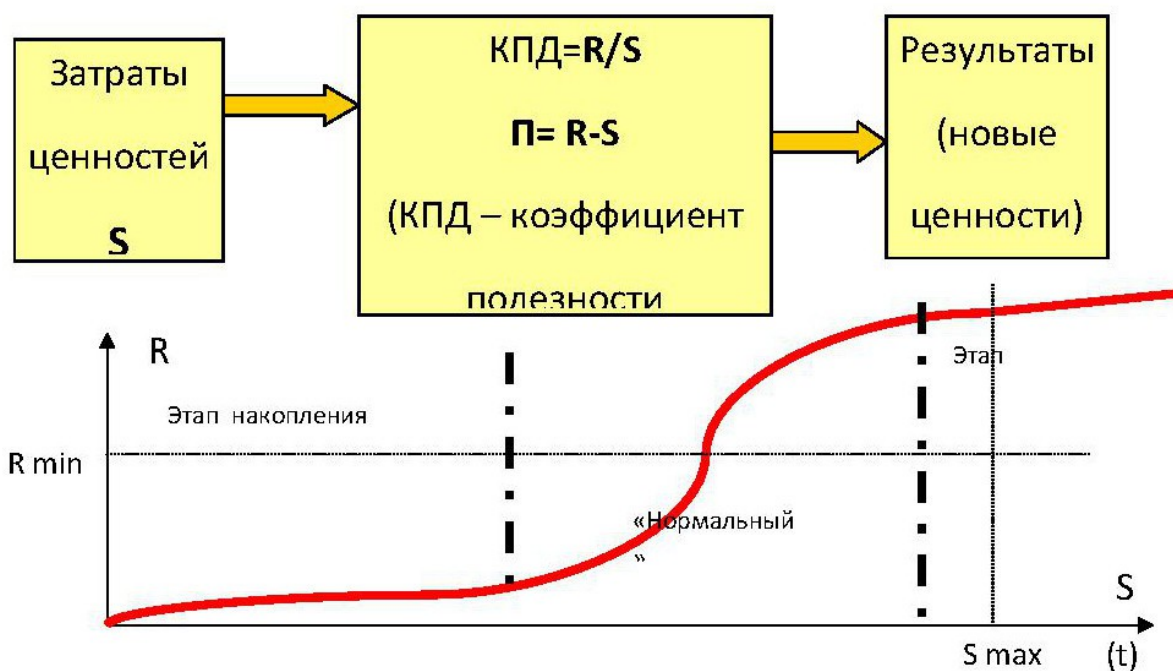 Затраты
ценностей
S
КПД=R/S
П= R-S
(КПД – коэффициент
полезности
Результаты
(новые
ценности)
R
Этап накопления
Этап
R min
«Нормальный
»
S
S max
(t)